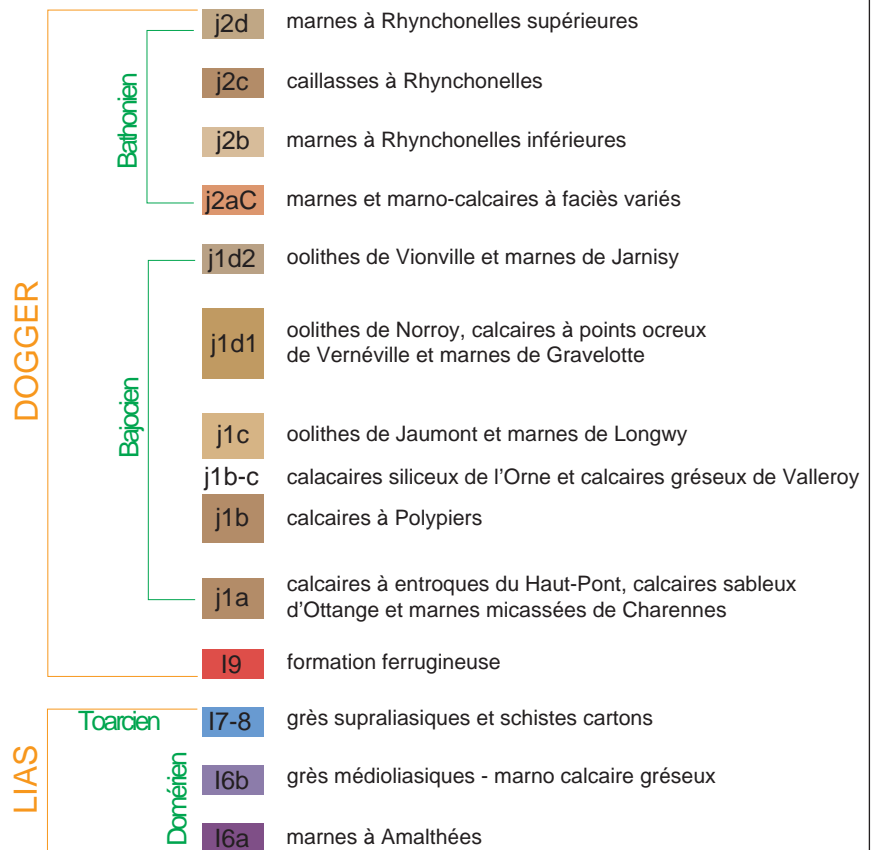 DOGGER
Bathonien
j2d marnes à Rhynchonelles supérieures
j2c caillasses à Rhynchonelles
j2b marnes à Rhynchonelles inférieures
j2aC marnes et marno-calcaires à faciès variés
Bajocien
j1d2 oolithes de Vionville et marnes de Jarnisy
j1d1 oolithes de Norroy, calcaires à points ocreux
de Vernéville et marnes de Gravelotte
j1c oolithes de Jaumont et marnes de Longwy
j1b-c calacaires siliceux de l'Orne et calcaires gréseux de Valleroy
j1b calcaires à Polypiers
j1a calcaires à entroques du Haut-Pont, calcaires sableux
d'Ottange et marnes micassées de Charennes
l9 formation ferrugineuse
LIAS
Toarcien
l7-8 grès supraliasiques et schistes cartons
Domérien
l6b grès médioliasiques - marno calcaire gréseux
l6a marnes à Amalthées